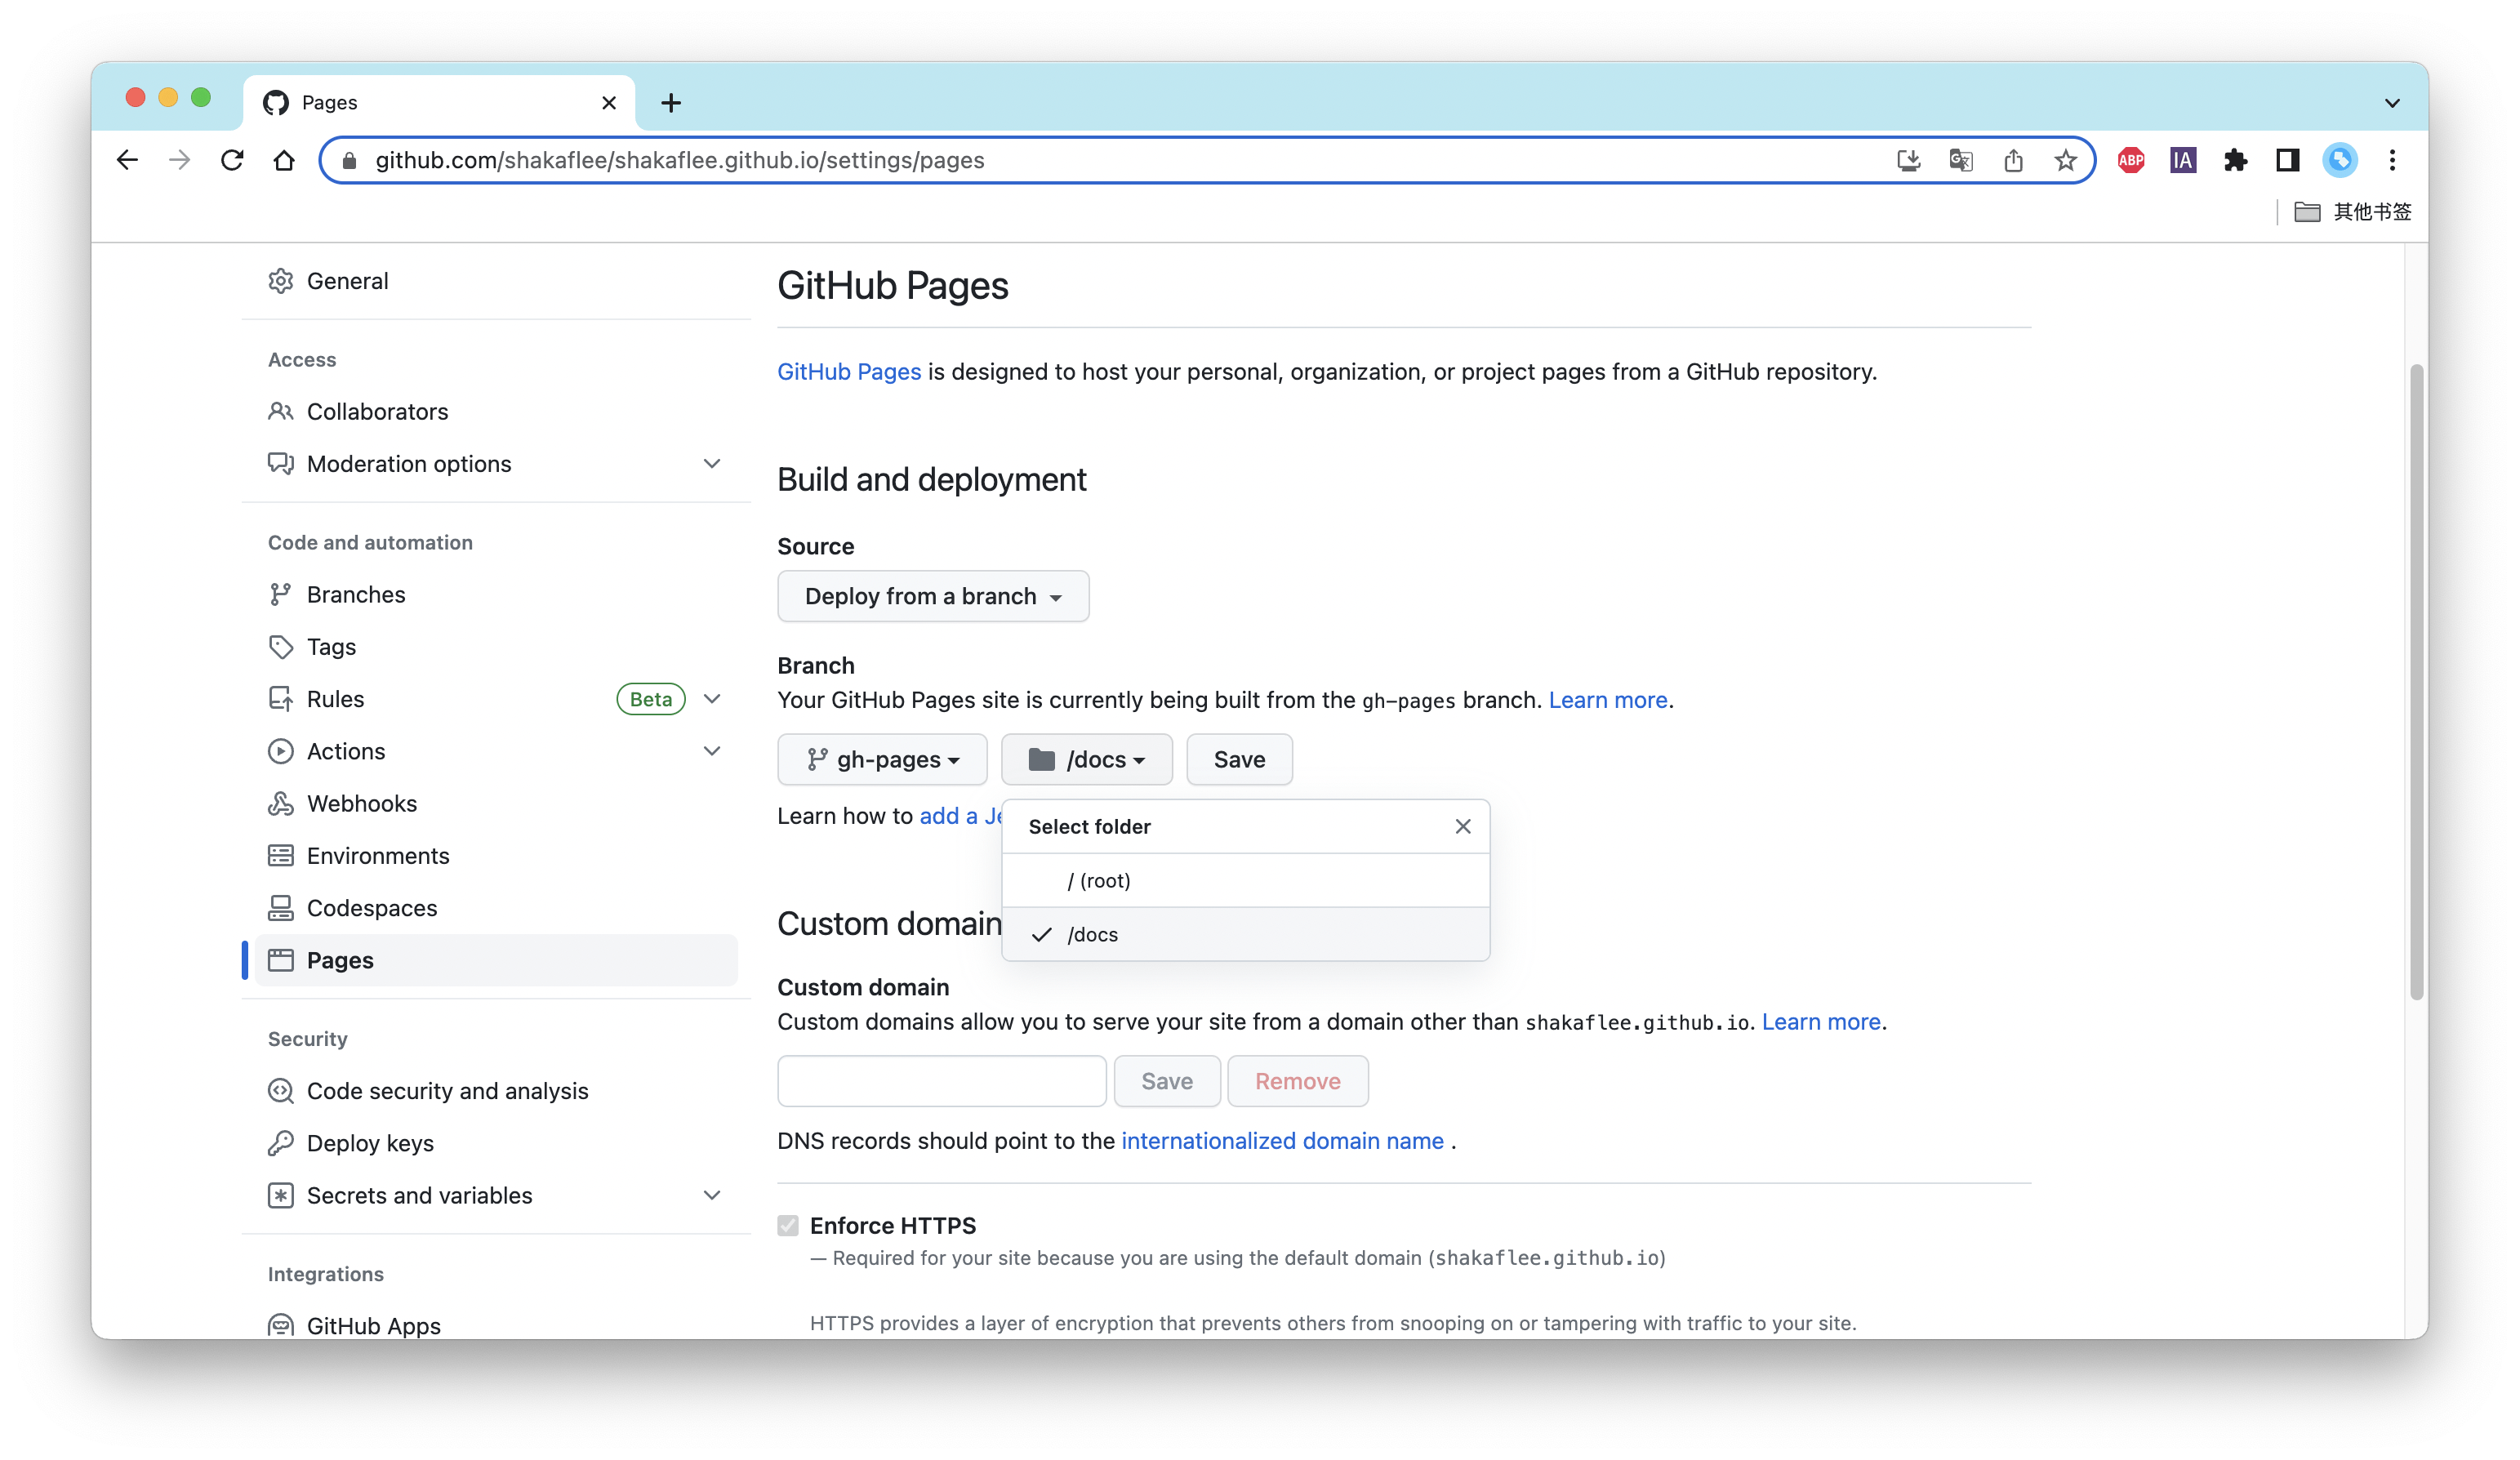 Pages
github.com/shakaflee/shakaflee.github.io/settings/pages
ABP
IA
其他书签
General
Access
Collaborators
Moderation options
Code and automation
Branches
Tags
Rules Beta
Actions
Webhooks
Environments
Codespaces
Pages
Security
Code security and analysis
Deploy keys
Secrets and variables
Integrations
GitHub Apps
GitHub Pages
GitHub Pages is designed to host your personal, organization, or project pages from a GitHub repository.
Build and deployment
Source
Deploy from a branch
Branch
Your GitHub Pages site is currently being built from the gh-pages branch. Learn more.
gh-pages /docs Save
Learn how to add a Je
Select folder
/ (root)
/docs
Custom domain
Custom domain
Custom domains allow you to serve your site from a domain other than shakaflee.github.io. Learn more.
Save Remove
DNS records should point to the internationalized domain name .
Enforce HTTPS
— Required for your site because you are using the default domain (shakaflee.github.io)
HTTPS provides a layer of encryption that prevents others from snooping on or tampering with traffic to your site.